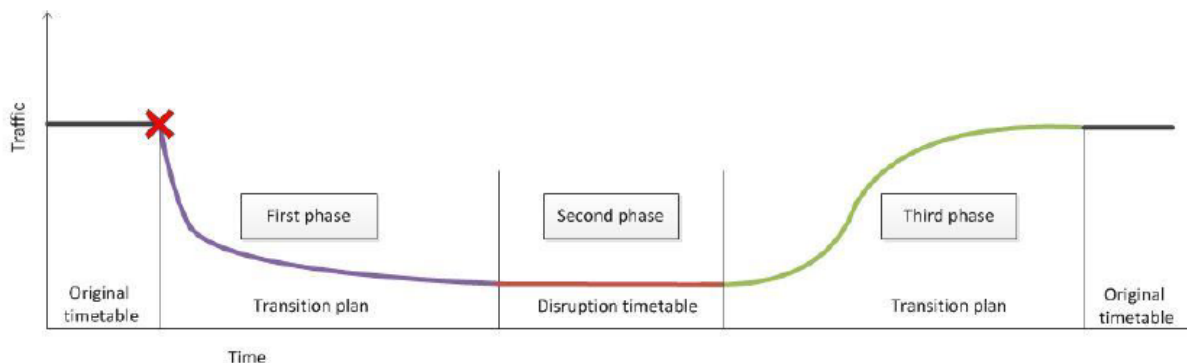 Traffic
First phase
Second phase
Third phase
Original
timetable
Transition plan
Disruption timetable
Transition plan
Original
timetable
Time